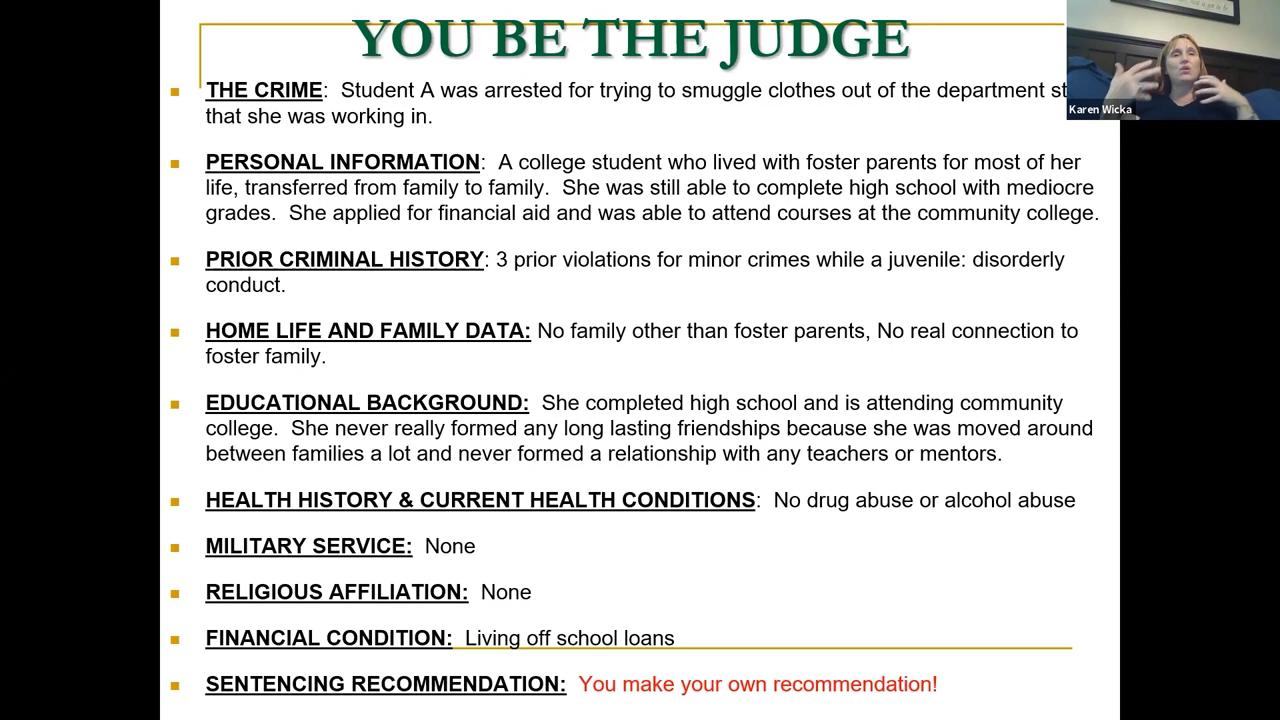 YOU BE THE JUDGE
THE CRIME: Student A was arrested for trying to smuggle clothes out of the department st
that she was working in.
Karen Wicka
PERSONAL INFORMATION: A college student who lived with foster parents for most of her
life, transferred from family to family. She was still able to complete high school with mediocre
grades. She applied for financial aid and was able to attend courses at the community college.
PRIOR CRIMINAL HISTORY: 3 prior violations for minor crimes while a juvenile: disorderly
conduct.
HOME LIFE AND FAMILY DATA: No family other than foster parents, No real connection to
foster family.
EDUCATIONAL BACKGROUND: She completed high school and is attending community
college. She never really formed any long lasting friendships because she was moved around
between families a lot and never formed a relationship with any teachers or mentors.
HEALTH HISTORY & CURRENT HEALTH CONDITIONS: No drug abuse or alcohol abuse
MILITARY SERVICE: None
RELIGIOUS AFFILIATION: None
FINANCIAL CONDITION: Living off school loans
SENTENCING RECOMMENDATION: You make your own recommendation!